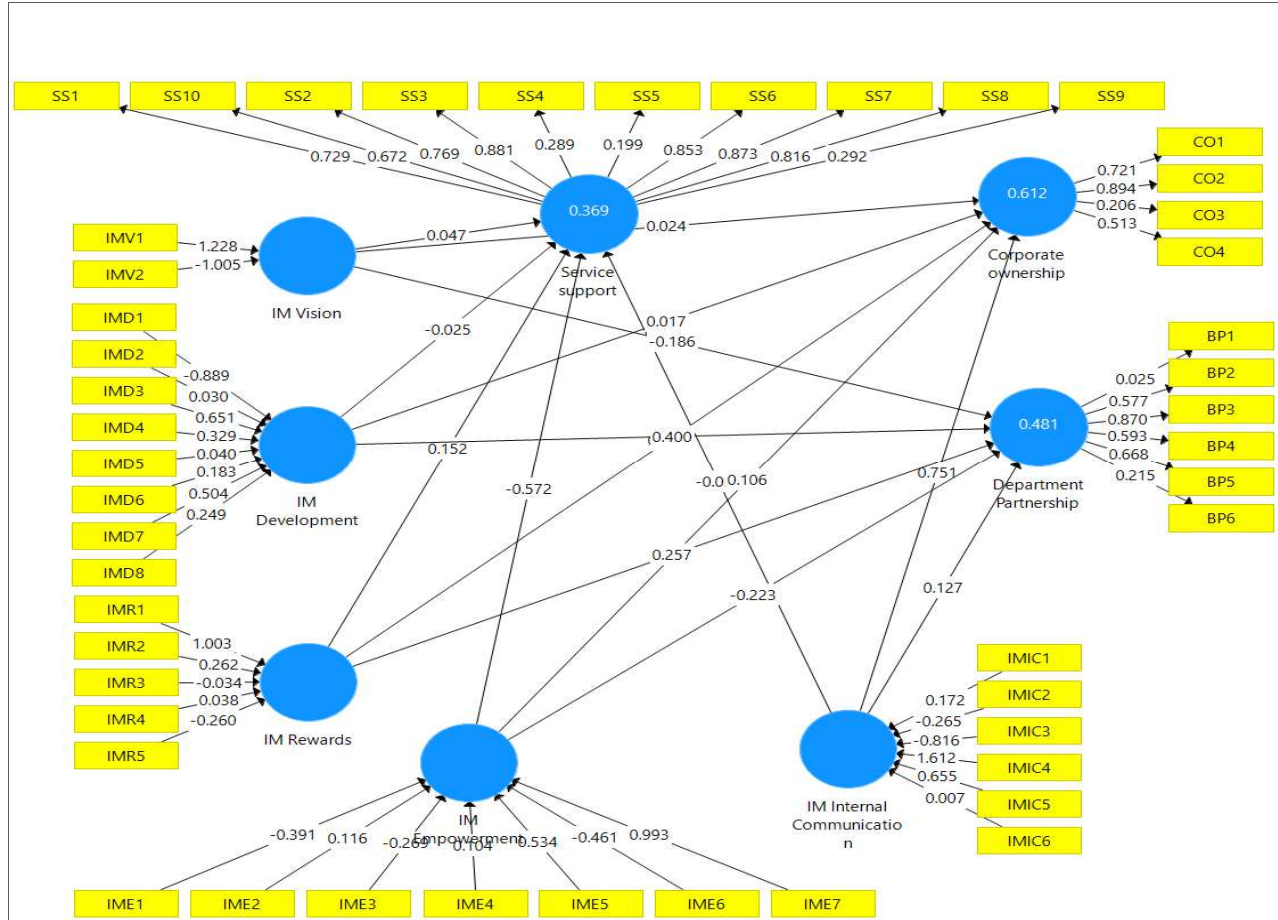 SS1 SS10 SS2 SS3 SS4 SS5 SS6 SS7 SS8 SS9
0.729 0.672 0.769 0.881 0.289 0.199 0.853 0.873 0.816 0.292
0.369
Service
support
0.612
Corporate
ownership
CO1
CO2
CO3
CO4
0.721
0.894
0.206
0.513
IMV1
IMV2
1.228
-1.005
IM Vision
0.047
0.024
IMD1
IMD2
IMD3
IMD4
IMD5
IMD6
IMD7
IMD8
-0.889
0.030
0.651
0.329
0.040
0.183
0.504
0.249
IM
Development
-0.025
0.017
-0.186
0.400
0.152
-0.572
0.106
0.751
0.481
Department
Partnership
BP1
BP2
BP3
BP4
BP5
BP6
0.025
0.577
0.870
0.593
0.668
0.215
IMR1
IMR2
IMR3
IMR4
IMR5
1.003
0.262
-0.034
0.038
-0.260
IM Rewards
0.257
-0.223
0.127
IM
Empowerment
-0.391 0.116 -0.269 0.104 0.534 -0.461 0.993
IME1 IME2 IME3 IME4 IME5 IME6 IME7
IM Internal
Communicatio
n
0.172
-0.265
-0.816
1.612
0.655
0.007
IMIC1
IMIC2
IMIC3
IMIC4
IMIC5
IMIC6